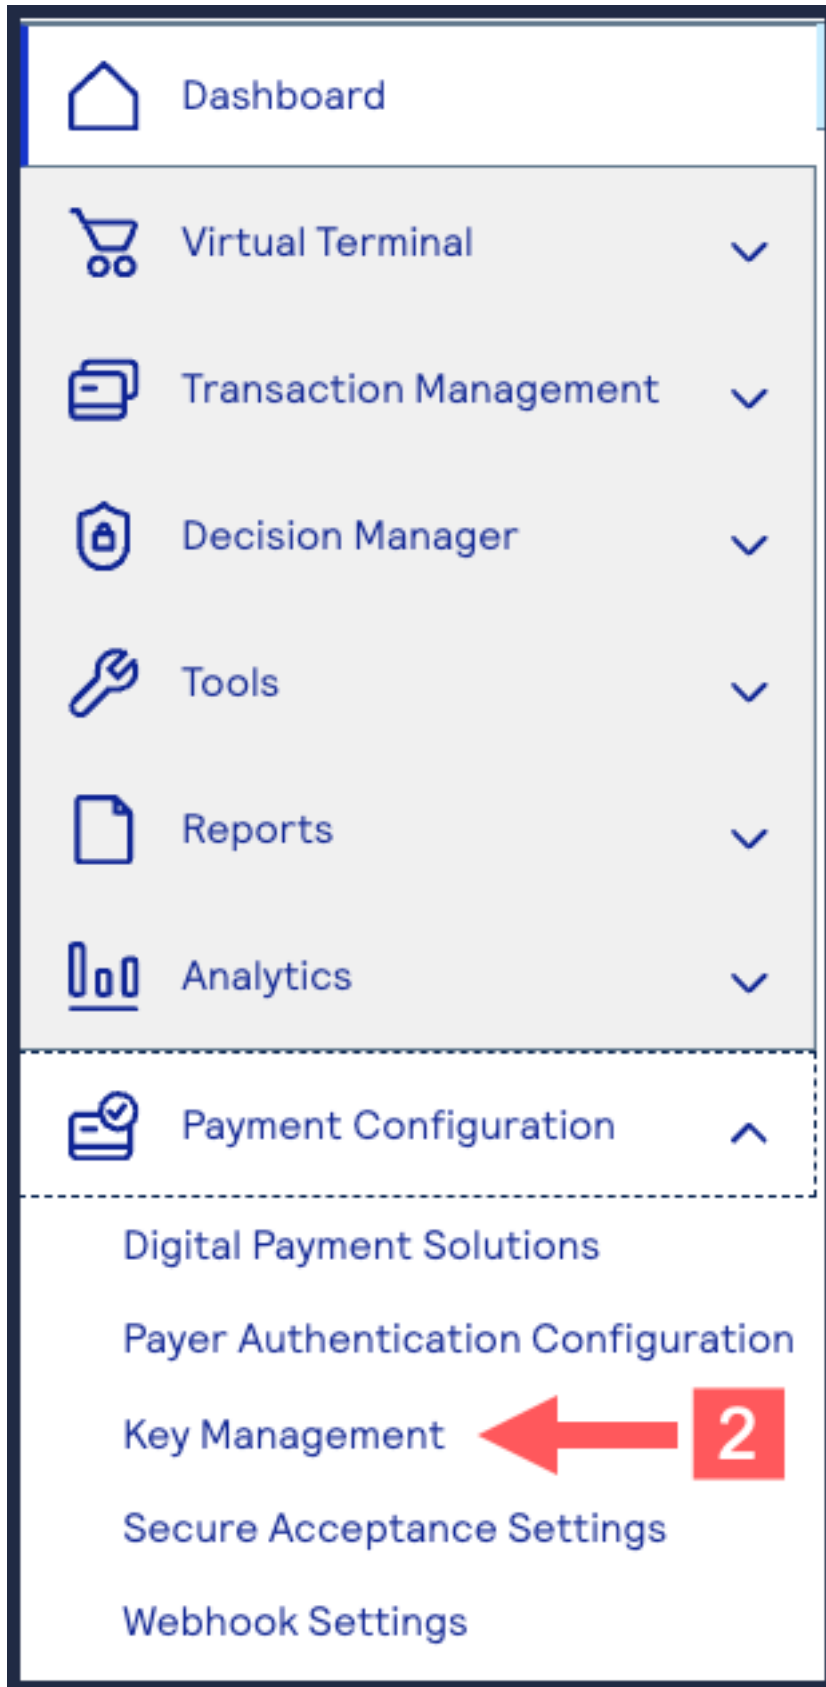 Dashboard
Virtual Terminal
Transaction Management
Decision Manager
Tools
Reports
Analytics
Payment Configuration
Digital Payment Solutions
Payer Authentication Configuration
Key Management 2
Secure Acceptance Settings
Webhook Settings